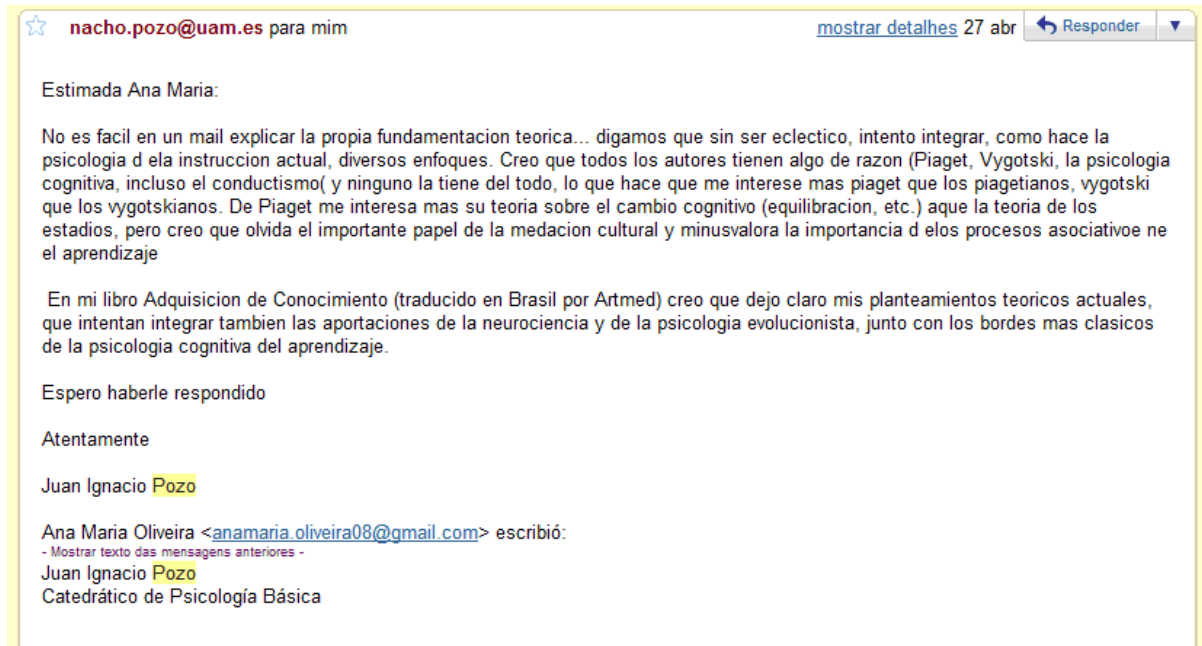 nacho.pozo@uam.es para mim mostrar detalhes 27 abr Responder
Estimada Ana Maria:
No es facil en un mail explicar la propia fundamentacion teorica... digamos que sin ser eclectico, intento integrar, como hace la
psicologia d ela instruccion actual, diversos enfoques. Creo que todos los autores tienen algo de razon (Piaget, Vygotski, la psicologia
cognitiva, incluso el conductismo( y ninguno la tiene del todo, lo que hace que me interese mas piaget que los piagetianos, vygotski
que los vygotskianos. De Piaget me interesa mas su teoria sobre el cambio cognitivo (equilibracion, etc.) aque la teoria de los
estadios, pero creo que olvida el importante papel de la medacion cultural y minusvalora la importancia d elos procesos asociativoe ne
el aprendizaje
En mi libro Adquisicion de Conocimiento (traducido en Brasil por Artmed) creo que dejo claro mis planteamientos teoricos actuales,
que intentan integrar tambien las aportaciones de la neurociencia y de la psicologia evolucionista, junto con los bordes mas clasicos
de la psicologia cognitiva del aprendizaje.
Espero haberle respondido
Atentamente
Juan Ignacio Pozo
Ana Maria Oliveira <anamaria.oliveira08@gmail.com> escribió:
- Mostrar texto das mensagens anteriores -
Juan Ignacio Pozo
Catedrático de Psicología Básica